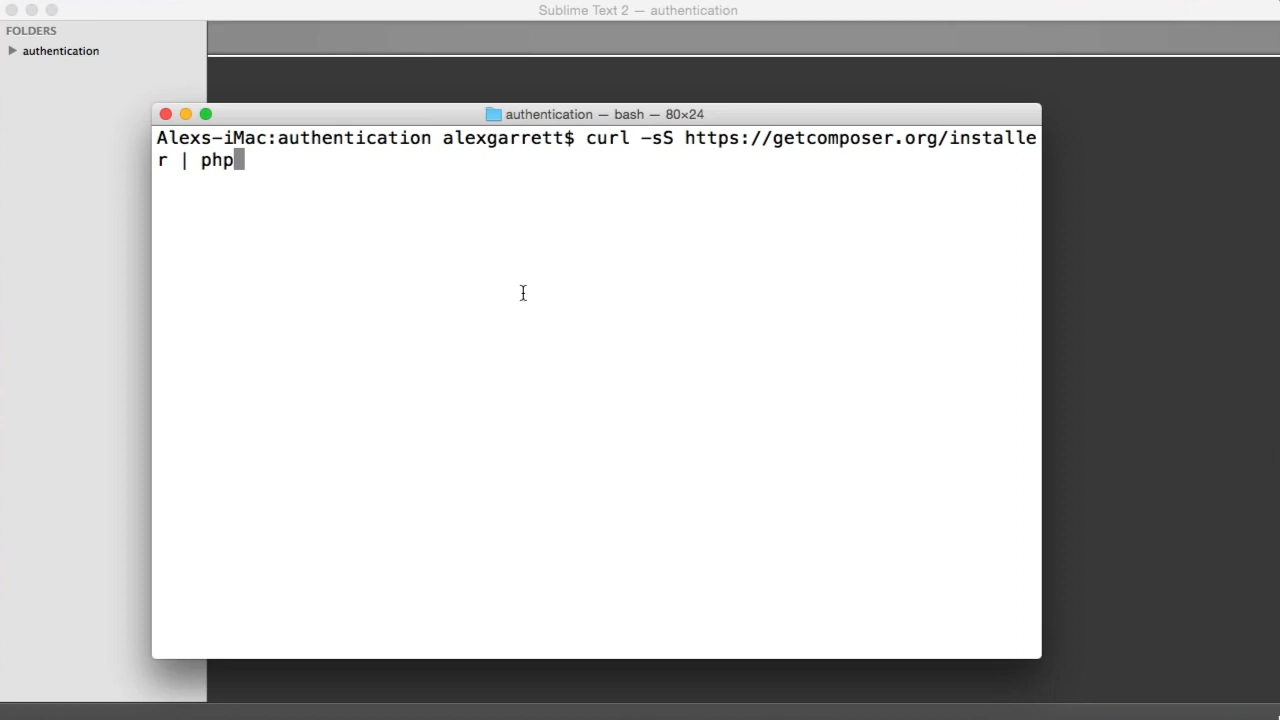 Sublime Text 2 — authentication
FOLDERS
authentication
authentication — bash — 80×24
Alexs-iMac:authentication alexgarrett$ curl -sS https://getcomposer.org/installe
r | php